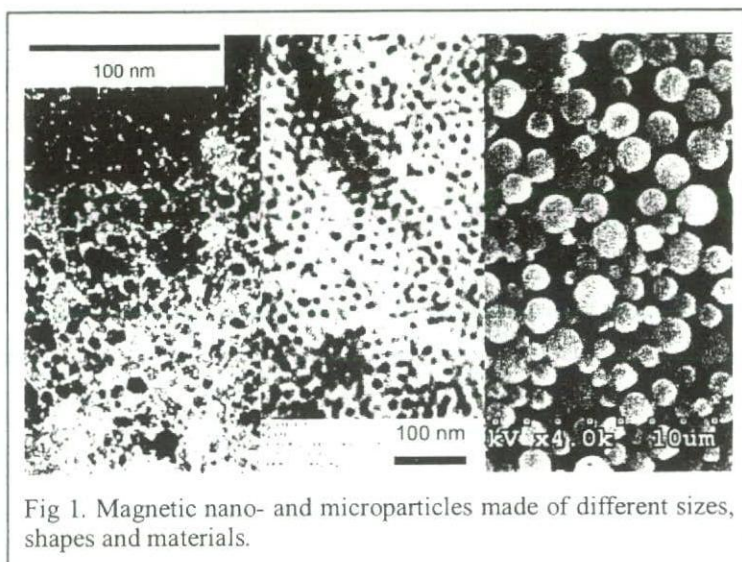 100 nm
100 nm
kV x4.0k 10um
Fig 1. Magnetic nano- and microparticles made of different sizes,
shapes and materials.